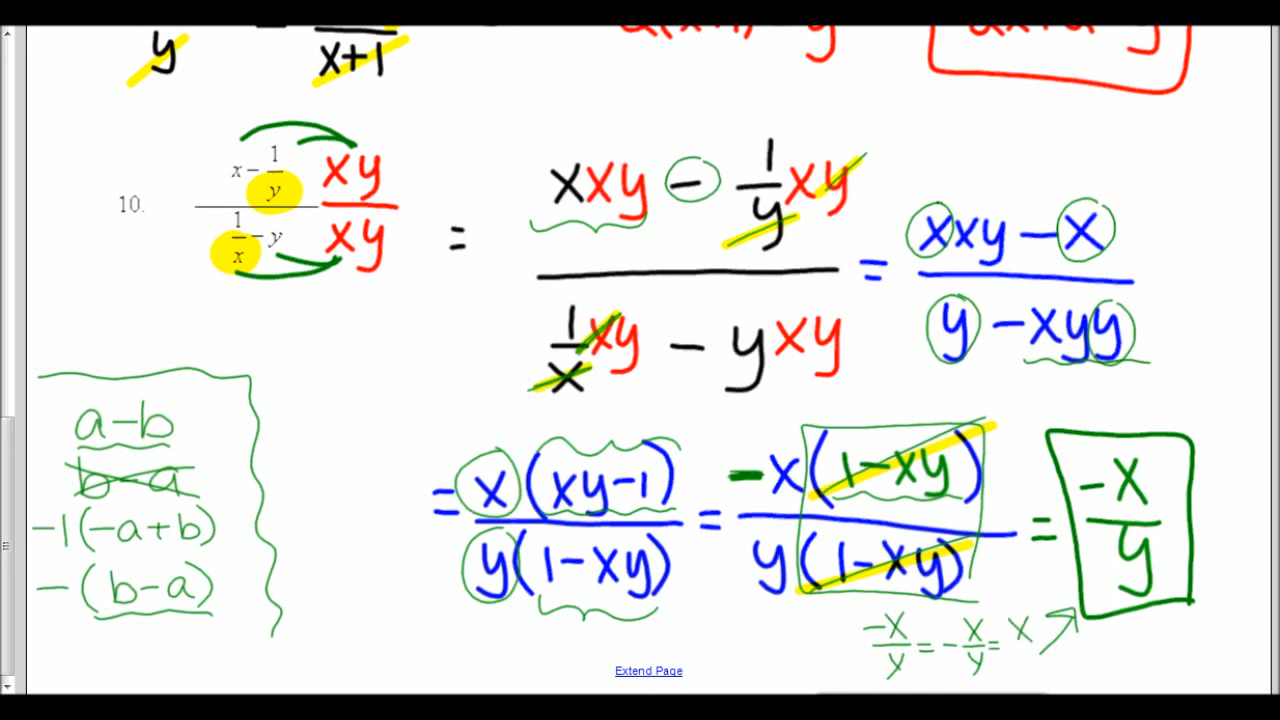 y = x+1
10. (x - 1/y)/(1/x - y) xy/xy = (xxy - 1/y xy)/(1/x xy - yxy) = (xxy - x)/(y - xyy)
a-b
b-a
-1(-a+b)
-(b-a)
= x(xy-1)/y(1-xy) = -x(1-xy)/y(1-xy) = -x/y
-x/y = -x/y = x
Extend Page